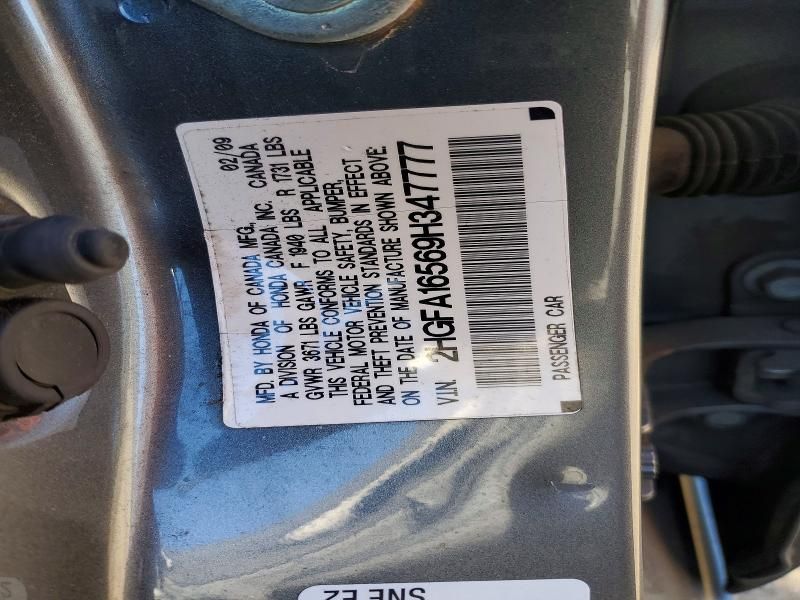 MFD. BY HONDA OF CANADA MFG., 02/09
A DIVISION OF HONDA CANADA INC. CANADA
GVWR 3671 LBS GAWR F 1940 LBS R 1731 LBS
THIS VEHICLE CONFORMS TO ALL APPLICABLE
FEDERAL MOTOR VEHICLE SAFETY, BUMPER,
AND THEFT PREVENTION STANDARDS IN EFFECT
ON THE DATE OF MANUFACTURE SHOWN ABOVE.
V.I.N. 2HGFA16569H347777
PASSENGER CAR